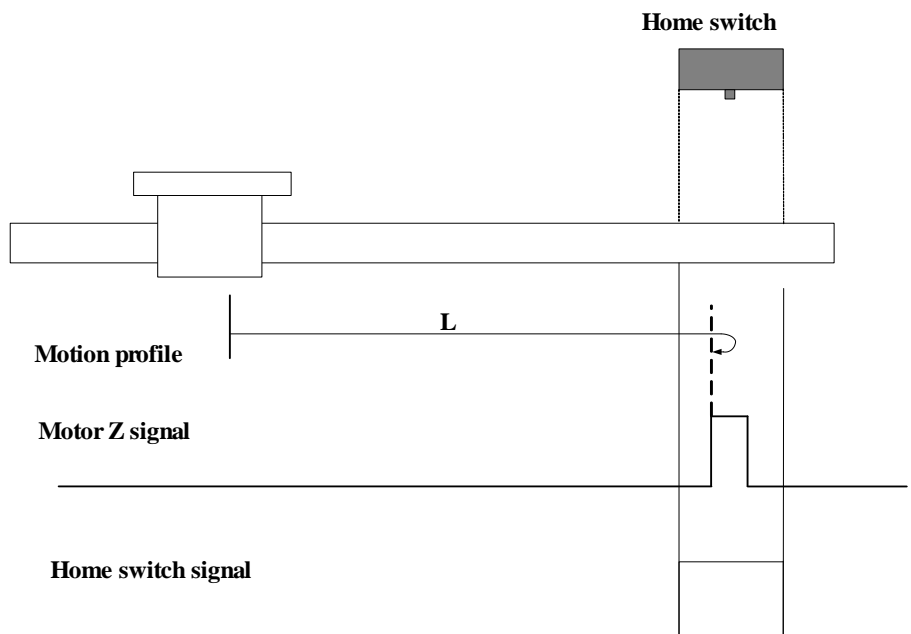 Home switch
L
Motion profile
Motor Z signal
Home switch signal